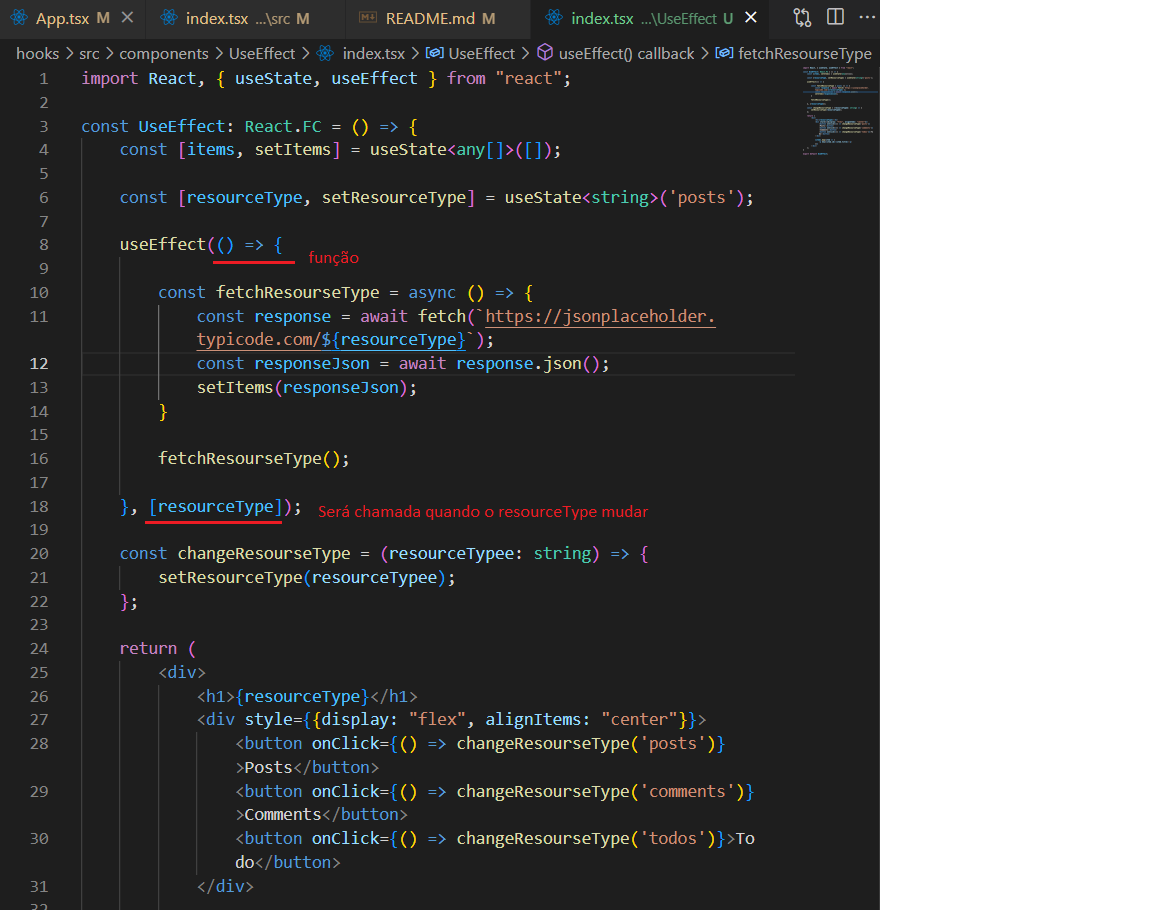 App.tsx M
index.tsx ...\src M
README.md M
index.tsx ...\UseEffect U
hooks > src > components > UseEffect > index.tsx > UseEffect > useEffect() callback > fetchResourseType
1 import React, { useState, useEffect } from "react";
2
3 const UseEffect: React.FC = () => {
4 const [items, setItems] = useState<any[]>([]);
5
6 const [resourceType, setResourceType] = useState<string>('posts');
7
8 useEffect(() => {
função
9
10 const fetchResourseType = async () => {
11 const response = await fetch(`https://jsonplaceholder.
typicode.com/${resourceType}`);
12 const responseJson = await response.json();
13 setItems(responseJson);
14 }
15
16 fetchResourseType();
17
18 }, [resourceType]);
Será chamada quando o resourceType mudar
19
20 const changeResourseType = (resourceTypee: string) => {
21 setResourceType(resourceTypee);
22 };
23
24 return (
25 <div>
26 <h1>{resourceType}</h1>
27 <div style={{display: "flex", alignItems: "center"}}>
28 <button onClick={() => changeResourseType('posts')}
>Posts</button>
29 <button onClick={() => changeResourseType('comments')}
>Comments</button>
30 <button onClick={() => changeResourseType('todos')}>To
do</button>
31 </div>
32